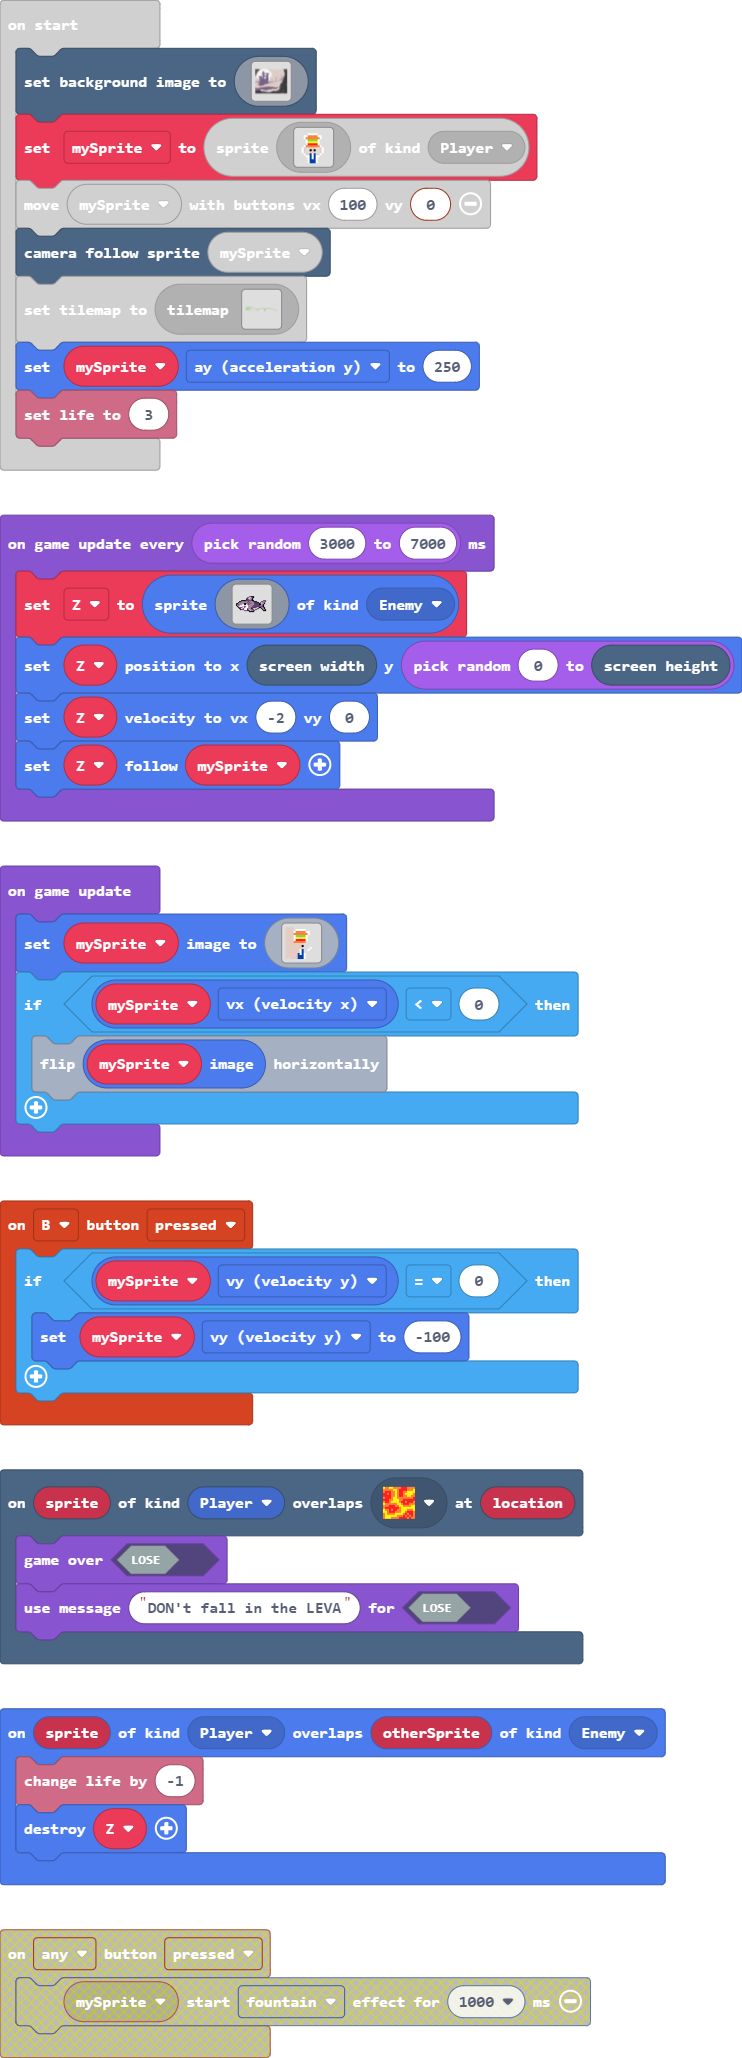 on start
set background image to
set mySprite to sprite of kind Player
move mySprite with buttons vx 100 vy 0
camera follow sprite mySprite
set tilemap to tilemap
set mySprite ay (acceleration y) to 250
set life to 3
on game update every pick random 3000 to 7000 ms
set Z to sprite of kind Enemy
set Z position to x screen width y pick random 0 to screen height
set Z velocity to vx -2 vy 0
set Z follow mySprite
on game update
set mySprite image to
if mySprite vx (velocity x) < 0 then
flip mySprite image horizontally
on B button pressed
if mySprite vy (velocity y) = 0 then
set mySprite vy (velocity y) to -100
on sprite of kind Player overlaps at location
game over LOSE
use message "DON't fall in the LEVA" for LOSE
on sprite of kind Player overlaps otherSprite of kind Enemy
change life by -1
destroy Z
on any button pressed
mySprite start fountain effect for 1000 ms